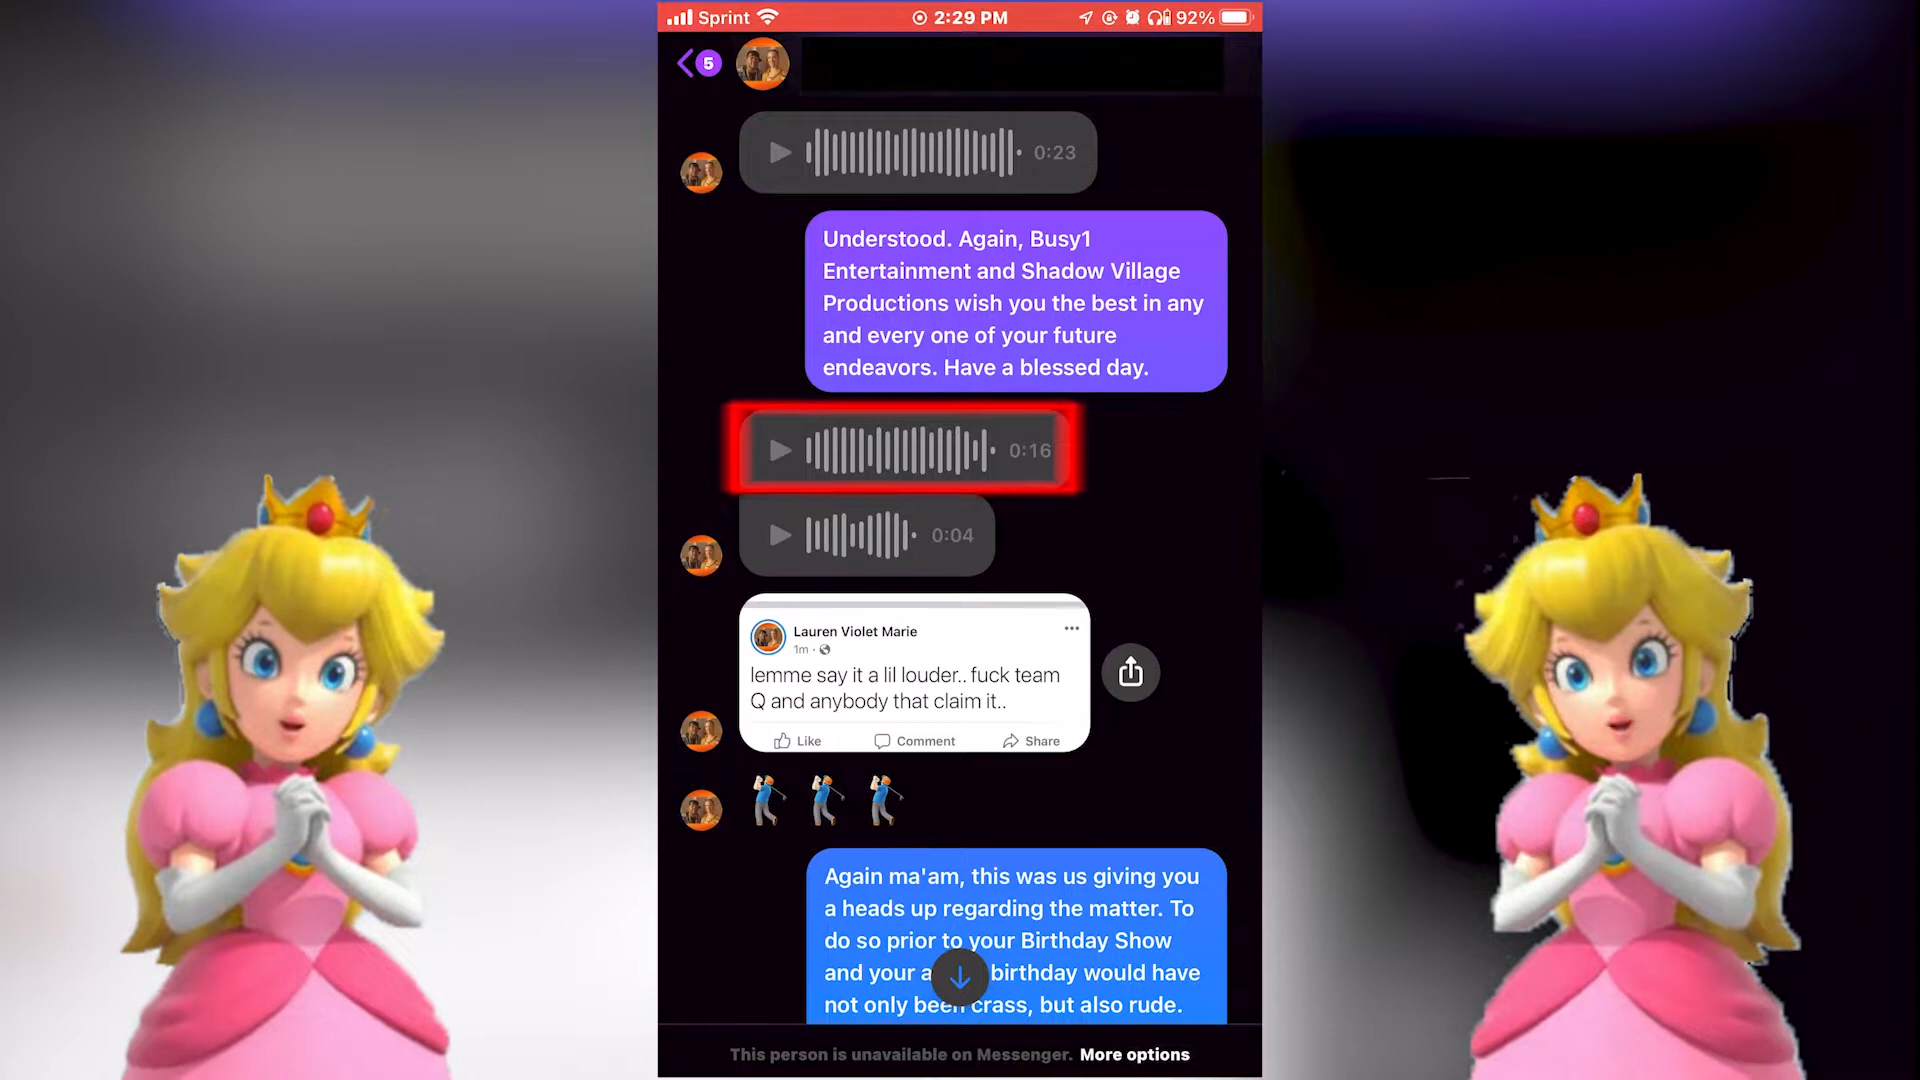 Sprint 2:29 PM 92%
5
0:23
Understood. Again, Busy1
Entertainment and Shadow Village
Productions wish you the best in any
and every one of your future
endeavors. Have a blessed day.
0:16
0:04
Lauren Violet Marie
1m ·
lemme say it a lil louder.. fuck team
Q and anybody that claim it..
Like Comment Share
Again ma'am, this was us giving you
a heads up regarding the matter. To
do so prior to your Birthday Show
and your a birthday would have
not only been crass, but also rude.
This person is unavailable on Messenger. More options